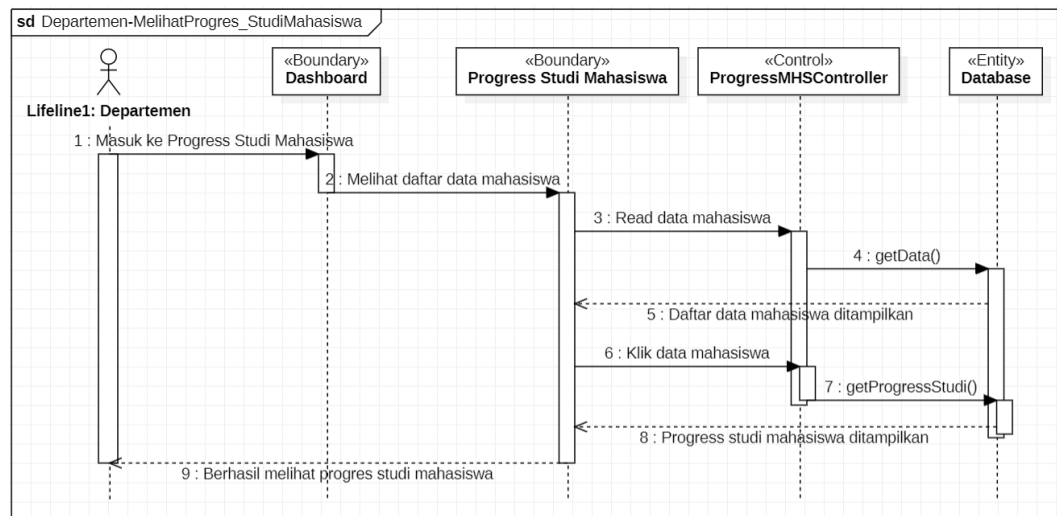 sd Departemen-MelihatProgres_StudiMahasiswa
«Boundary»
Dashboard
«Boundary»
Progress Studi Mahasiswa
«Control»
ProgressMHSController
«Entity»
Database
Lifeline1: Departemen
1 : Masuk ke Progress Studi Mahasiswa
2 : Melihat daftar data mahasiswa
3 : Read data mahasiswa
4 : getData()
5 : Daftar data mahasiswa ditampilkan
6 : Klik data mahasiswa
7 : getProgressStudi()
8 : Progress studi mahasiswa ditampilkan
9 : Berhasil melihat progres studi mahasiswa